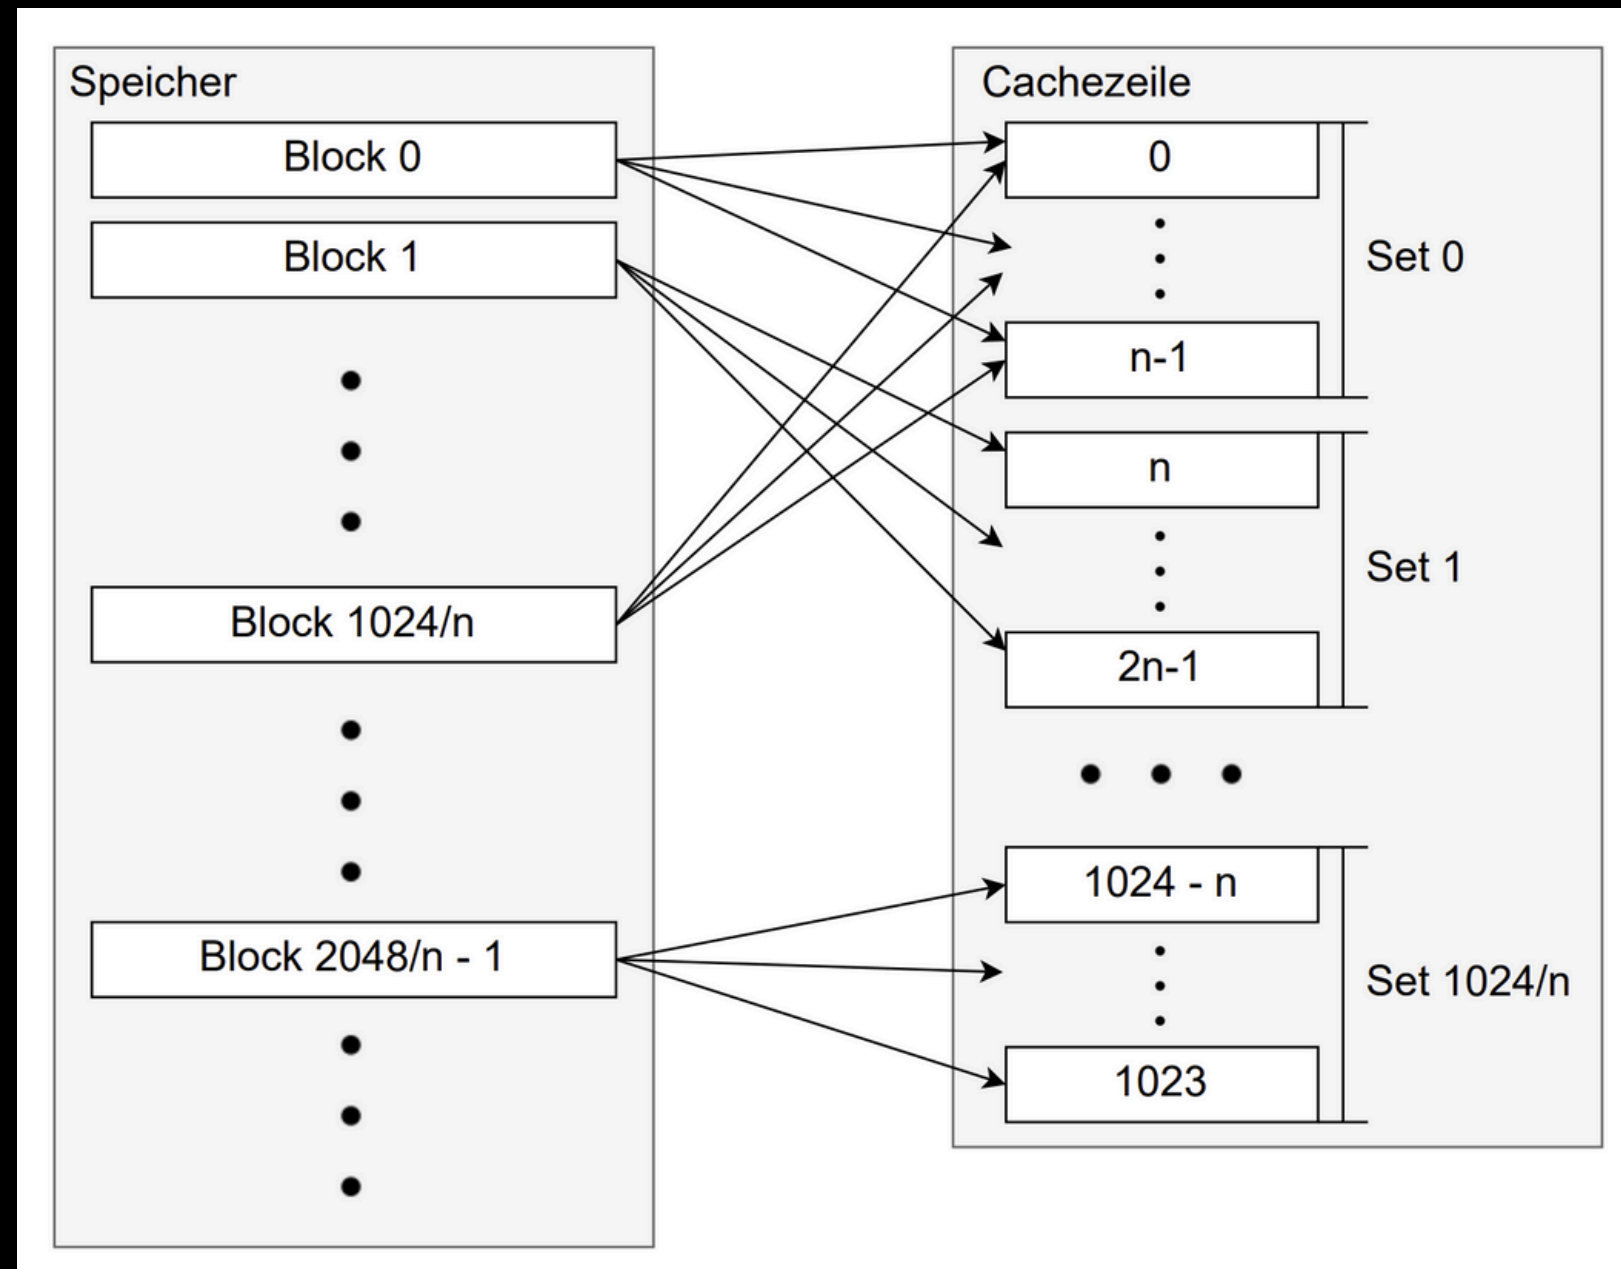 Speicher
Block 0
Block 1
Block 1024/n
Block 2048/n - 1
Cachezeile
0
n-1
Set 0
n
2n-1
Set 1
1024 - n
1023
Set 1024/n